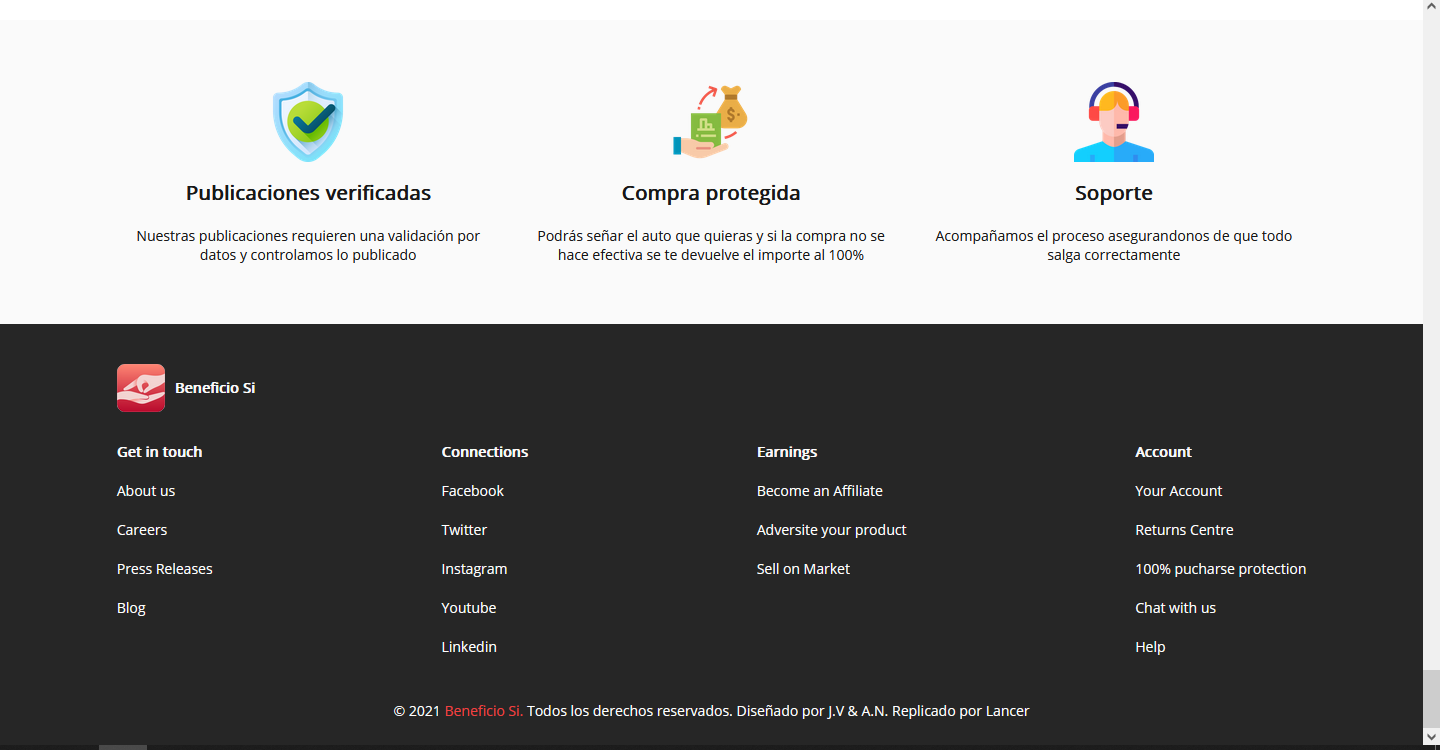 Publicaciones verificadas
Nuestras publicaciones requieren una validación por
datos y controlamos lo publicado
Compra protegida
Podrás señar el auto que quieras y si la compra no se
hace efectiva se te devuelve el importe al 100%
Soporte
Acompañamos el proceso asegurandonos de que todo
salga correctamente
Beneficio Si
Get in touch
About us
Careers
Press Releases
Blog
Connections
Facebook
Twitter
Instagram
Youtube
Linkedin
Earnings
Become an Affiliate
Adversite your product
Sell on Market
Account
Your Account
Returns Centre
100% pucharse protection
Chat with us
Help
© 2021 Beneficio Si. Todos los derechos reservados. Diseñado por J.V & A.N. Replicado por Lancer